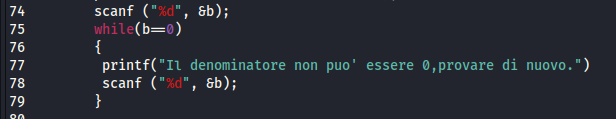 74 scanf ("%d", &b);
75 while(b==0)
76 {
77 printf("Il denominatore non puo' essere 0,provare di nuovo.")
78 scanf ("%d", &b);
79 }
80